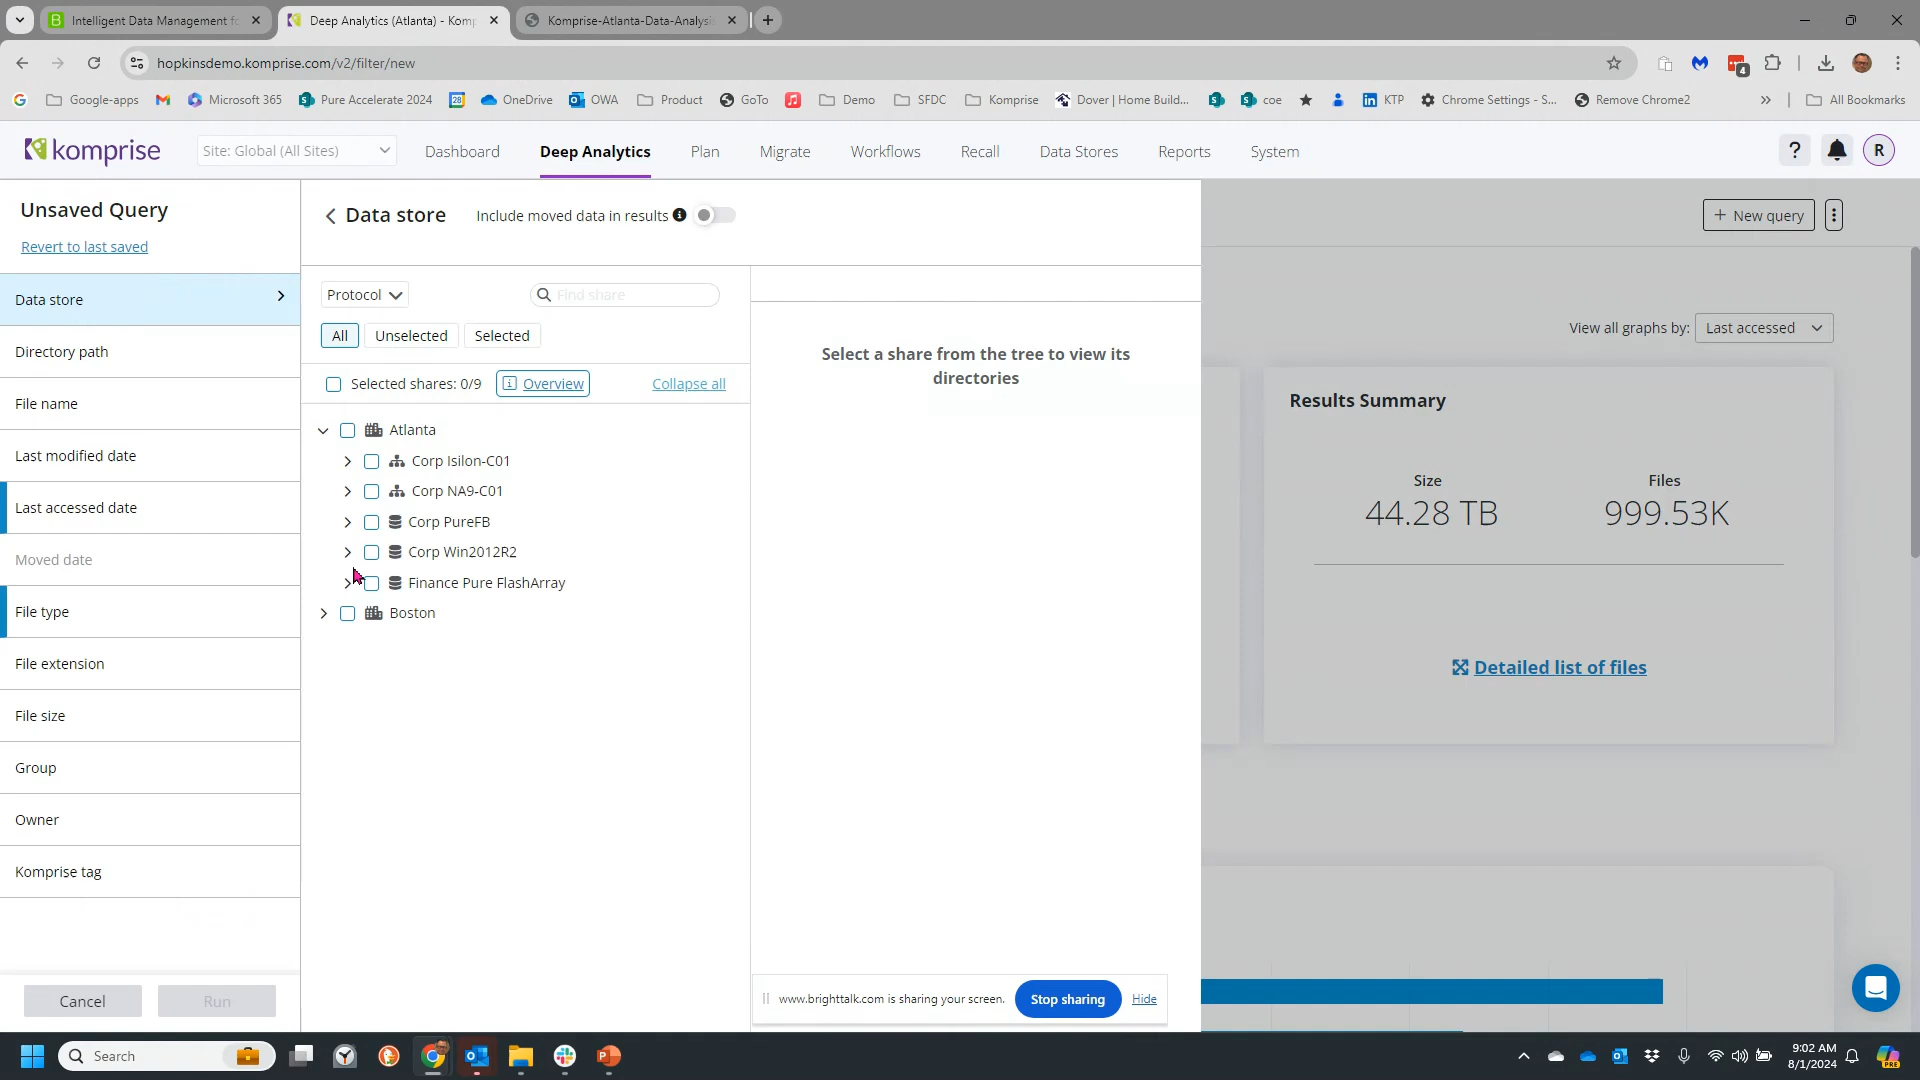 Intelligent Data Management fo
Deep Analytics (Atlanta) - Komp
Komprise-Atlanta-Data-Analysis
hopkinsdemo.komprise.com/v2/filter/new
4
Google-apps
Microsoft 365
Pure Accelerate 2024
28
OneDrive
OWA
Product
GoTo
Demo
SFDC
Komprise
Dover | Home Build...
coe
KTP
Chrome Settings - S...
Remove Chrome2
All Bookmarks
komprise
Site: Global (All Sites)
Dashboard
Deep Analytics
Plan
Migrate
Workflows
Recall
Data Stores
Reports
System
?
R
Unsaved Query
Revert to last saved
Data store
Directory path
File name
Last modified date
Last accessed date
Moved date
File type
File extension
File size
Group
Owner
Komprise tag
Cancel
Run
Data store
Include moved data in results
Protocol
Find share
All
Unselected
Selected
Selected shares: 0/9
Overview
Collapse all
Atlanta
Corp Isilon-C01
Corp NA9-C01
Corp PureFB
Corp Win2012R2
Finance Pure FlashArray
Boston
Select a share from the tree to view its
directories
New query
View all graphs by:
Last accessed
Results Summary
Size
Files
44.28 TB
999.53K
Detailed list of files
www.brighttalk.com is sharing your screen.
Stop sharing
Hide
Search
9:02 AM
8/1/2024
PRE